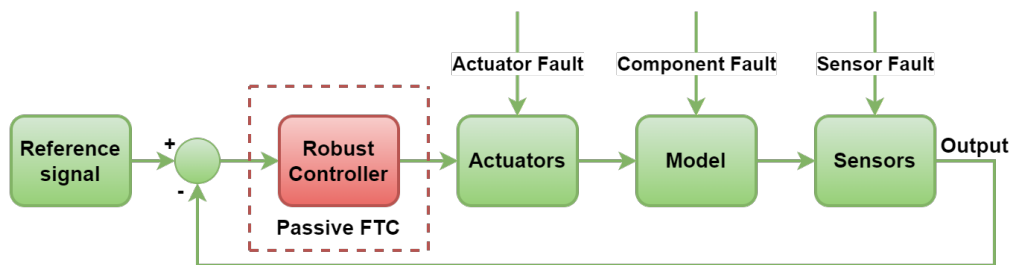 Actuator Fault
Component Fault
Sensor Fault
Reference
signal
+
-
Robust
Controller
Passive FTC
Actuators
Model
Sensors
Output